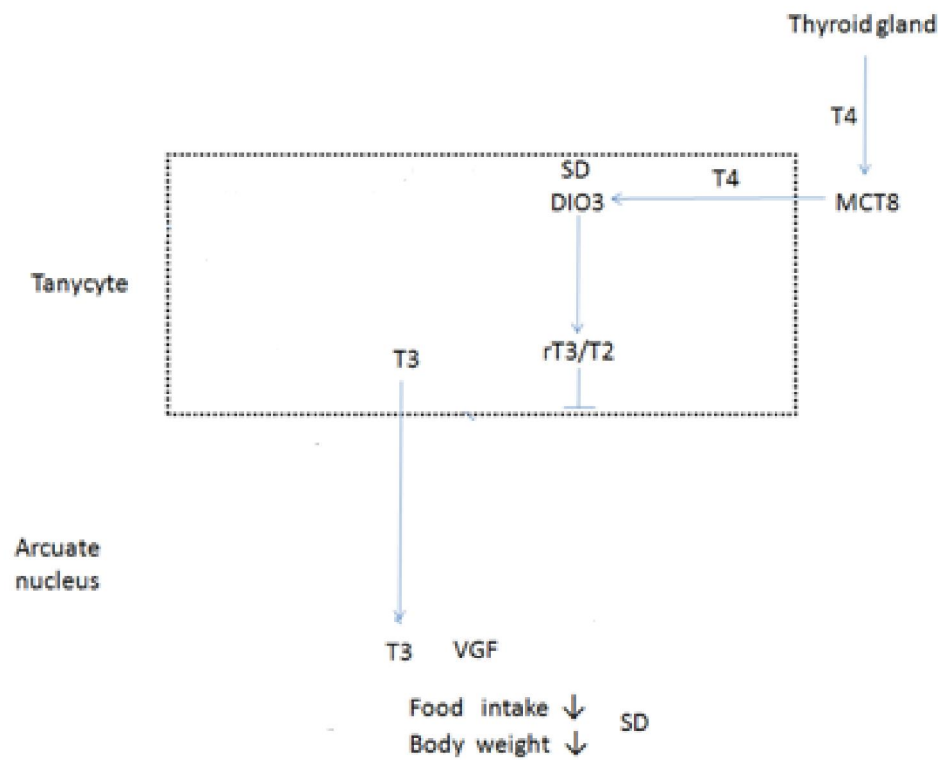 Thyroid gland
T4
SD
T4
DIO3
MCT8
Tanycyte
T3
rT3/T2
Arcuate
nucleus
T3 VGF
Food intake ↓
SD
Body weight ↓